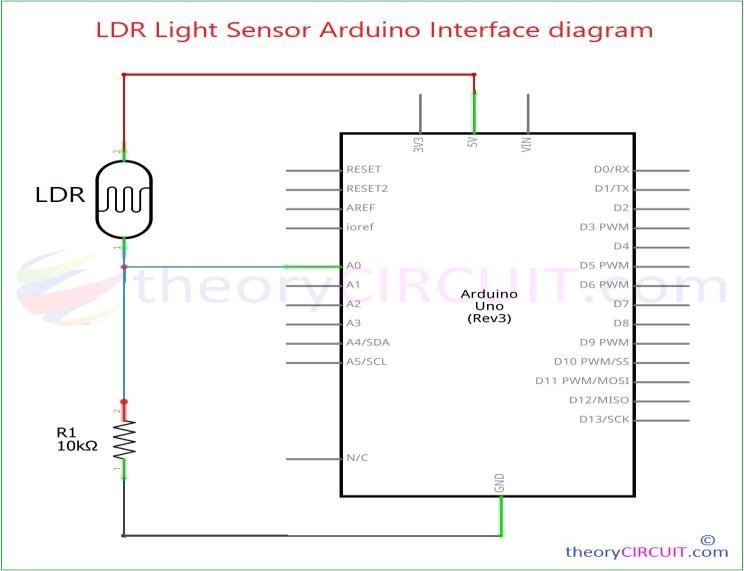 LDR Light Sensor Arduino Interface diagram
3V3
5V
VIN
2
LDR
1
RESET
RESET2
AREF
ioref
A0
A1
A2
A3
A4/SDA
A5/SCL
N/C
D0/RX
D1/TX
D2
D3 PWM
D4
D5 PWM
D6 PWM
D7
D8
D9 PWM
D10 PWM/SS
D11 PWM/MOSI
D12/MISO
D13/SCK
Arduino
Uno
(Rev3)
theoryCIRCUIT.com
2
R1
10kΩ
1
GND
©
theoryCIRCUIT.com